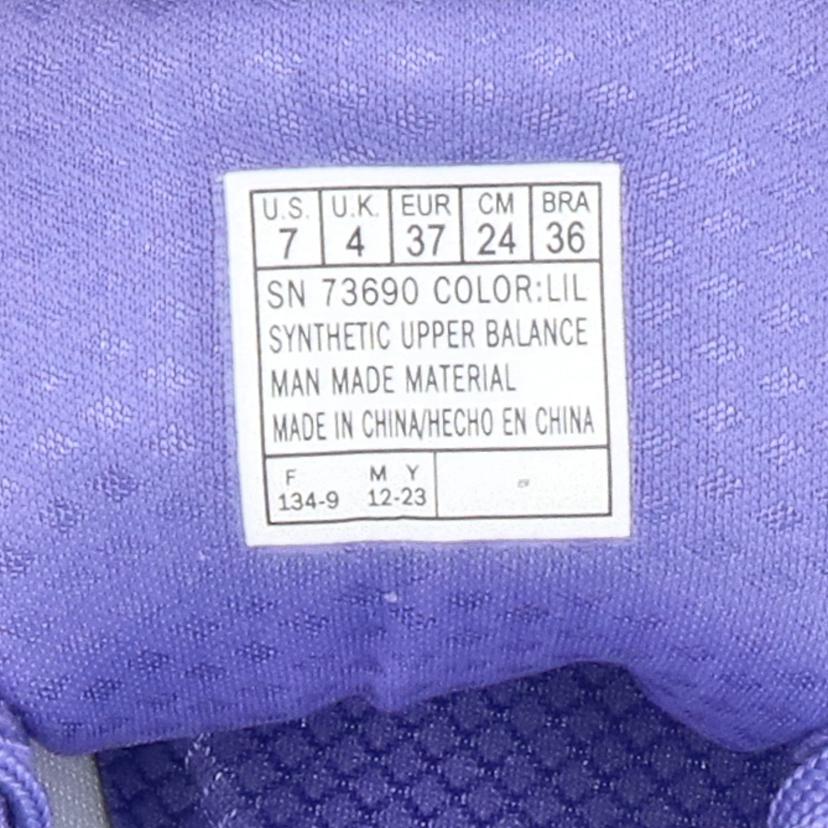 U.S. U.K. EUR CM BRA
7 4 37 24 36
SN 73690 COLOR:LIL
SYNTHETIC UPPER BALANCE
MAN MADE MATERIAL
MADE IN CHINA/HECHO EN CHINA
F M Y
134-9 12-23